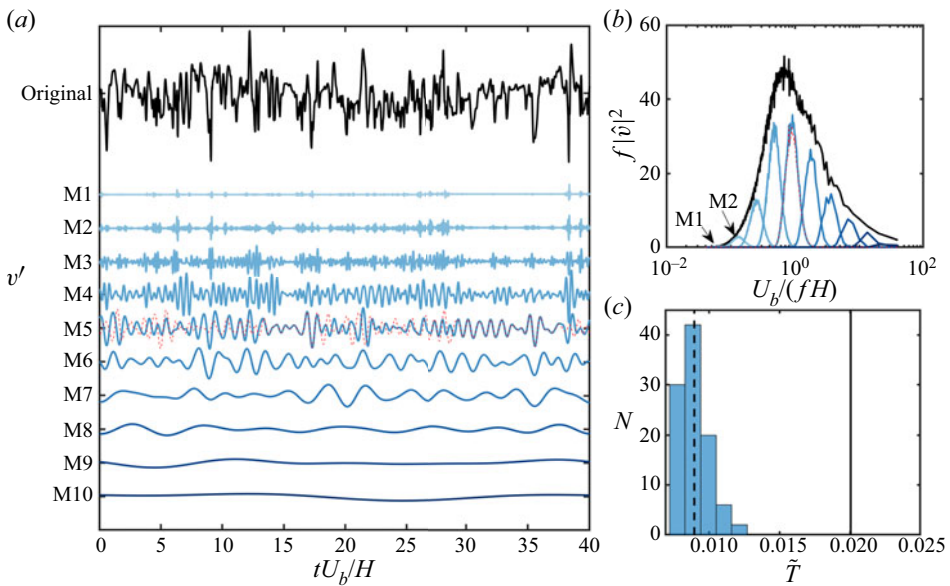 (a)
Original
M1
M2
M3
M4
M5
M6
M7
M8
M9
M10
v′
0 5 10 15 20 25 30 35 40
tU_b/H
(b)
60
40
20
0
f|v̂|²
M1
M2
10⁻² 10⁰ 10²
U_b/(fH)
(c)
40
30
20
10
0
N
0.010 0.015 0.020 0.025
T̃